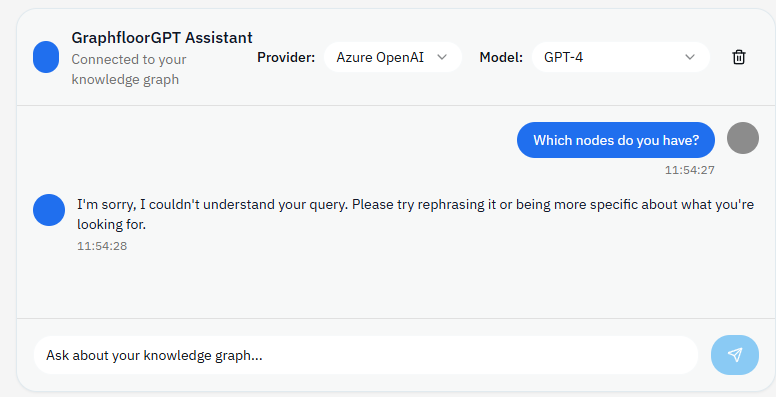 GraphfloorGPT Assistant
Connected to your
knowledge graph
Provider: Azure OpenAI Model: GPT-4
Which nodes do you have?
11:54:27
I'm sorry, I couldn't understand your query. Please try rephrasing it or being more specific about what you're
looking for.
11:54:28
Ask about your knowledge graph...